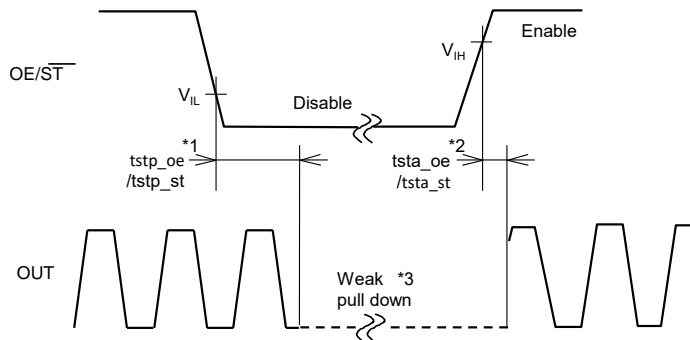 Enable
OE/ST
VIH
VIL
Disable
*1
tstp_oe
/tstp_st
*2
tsta_oe
/tsta_st
OUT
Weak *3
pull down